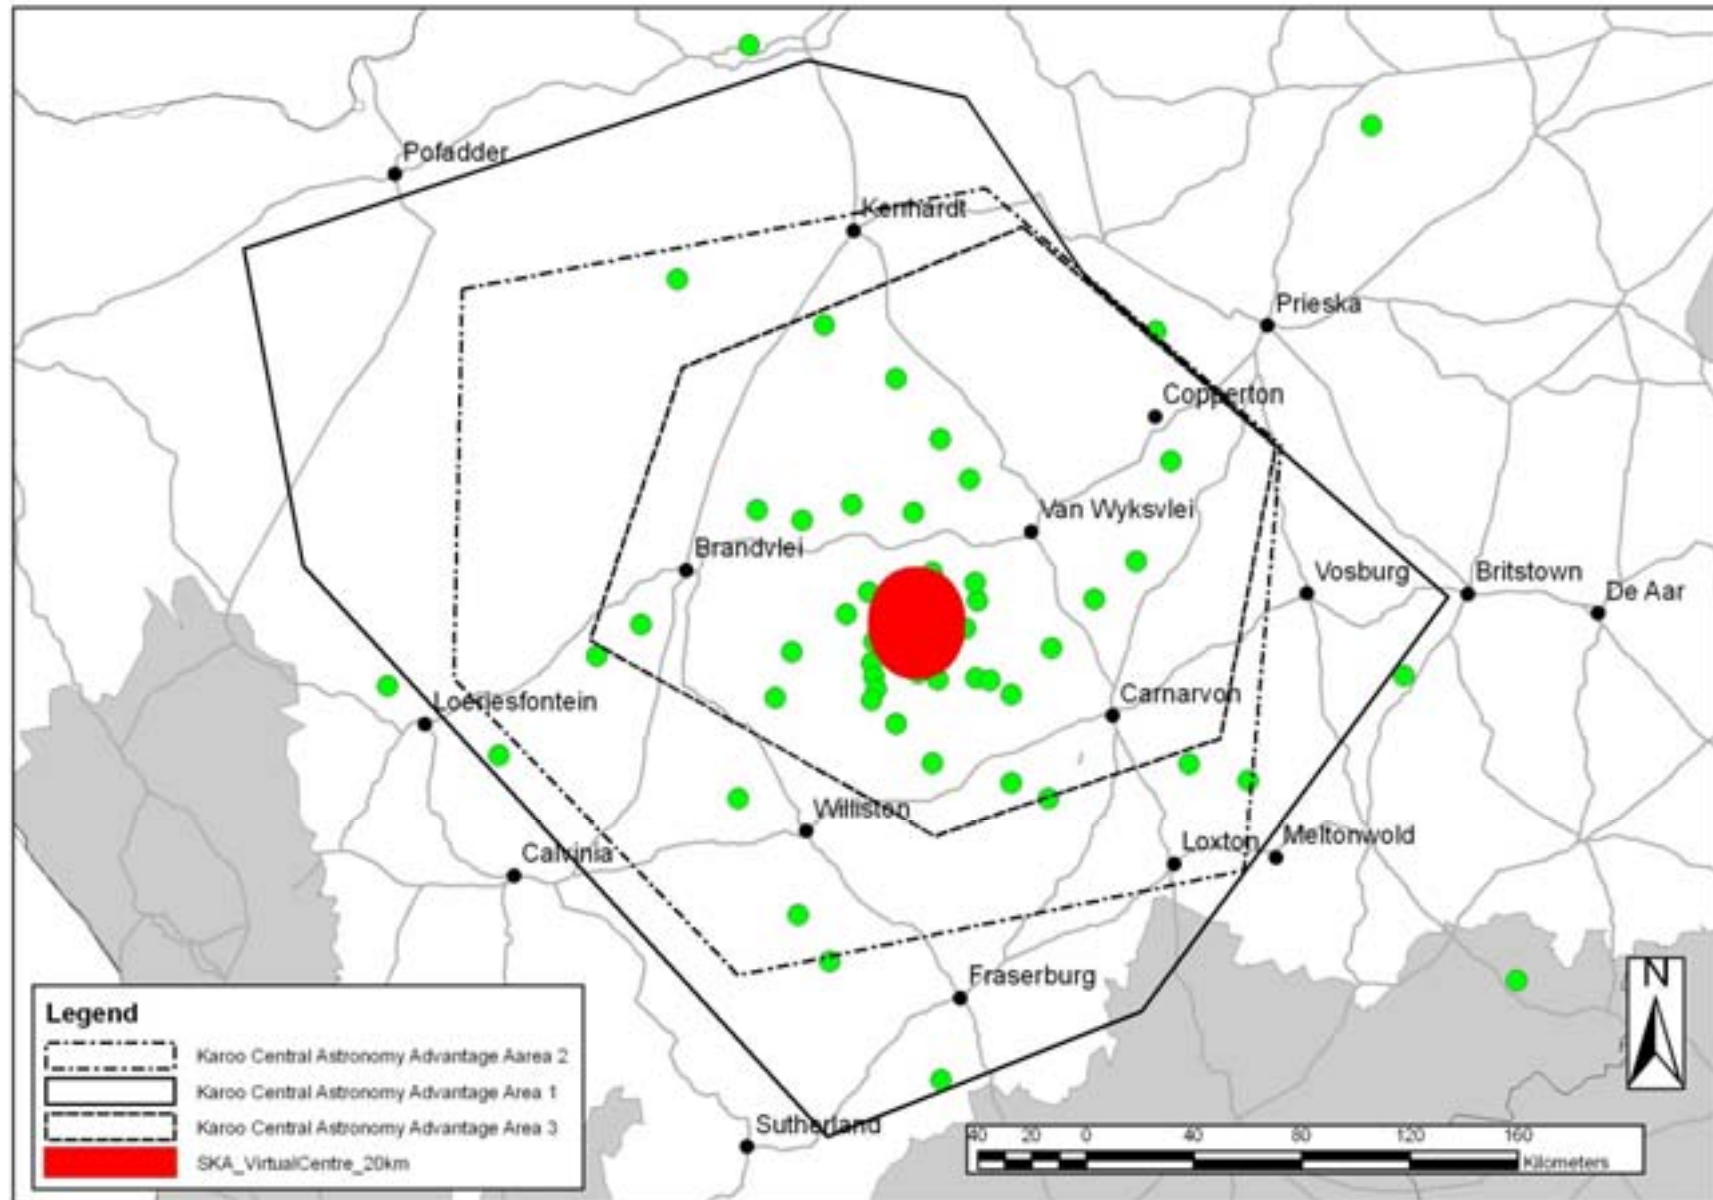 Pofadder
Kenhardt
Prieska
Copperton
Van Wyksvlei
Brandvlei
Vosburg
Britstown
De Aar
Carnarvon
Loeriesfontein
Williston
Loxton
Meltonwold
Calvinia
Fraserburg
Sutherland
N
Legend
Karoo Central Astronomy Advantage Aarea 2
Karoo Central Astronomy Advantage Area 1
Karoo Central Astronomy Advantage Area 3
SKA_VirtualCentre_20km
40 20 0 40 80 120 160
Kilometers